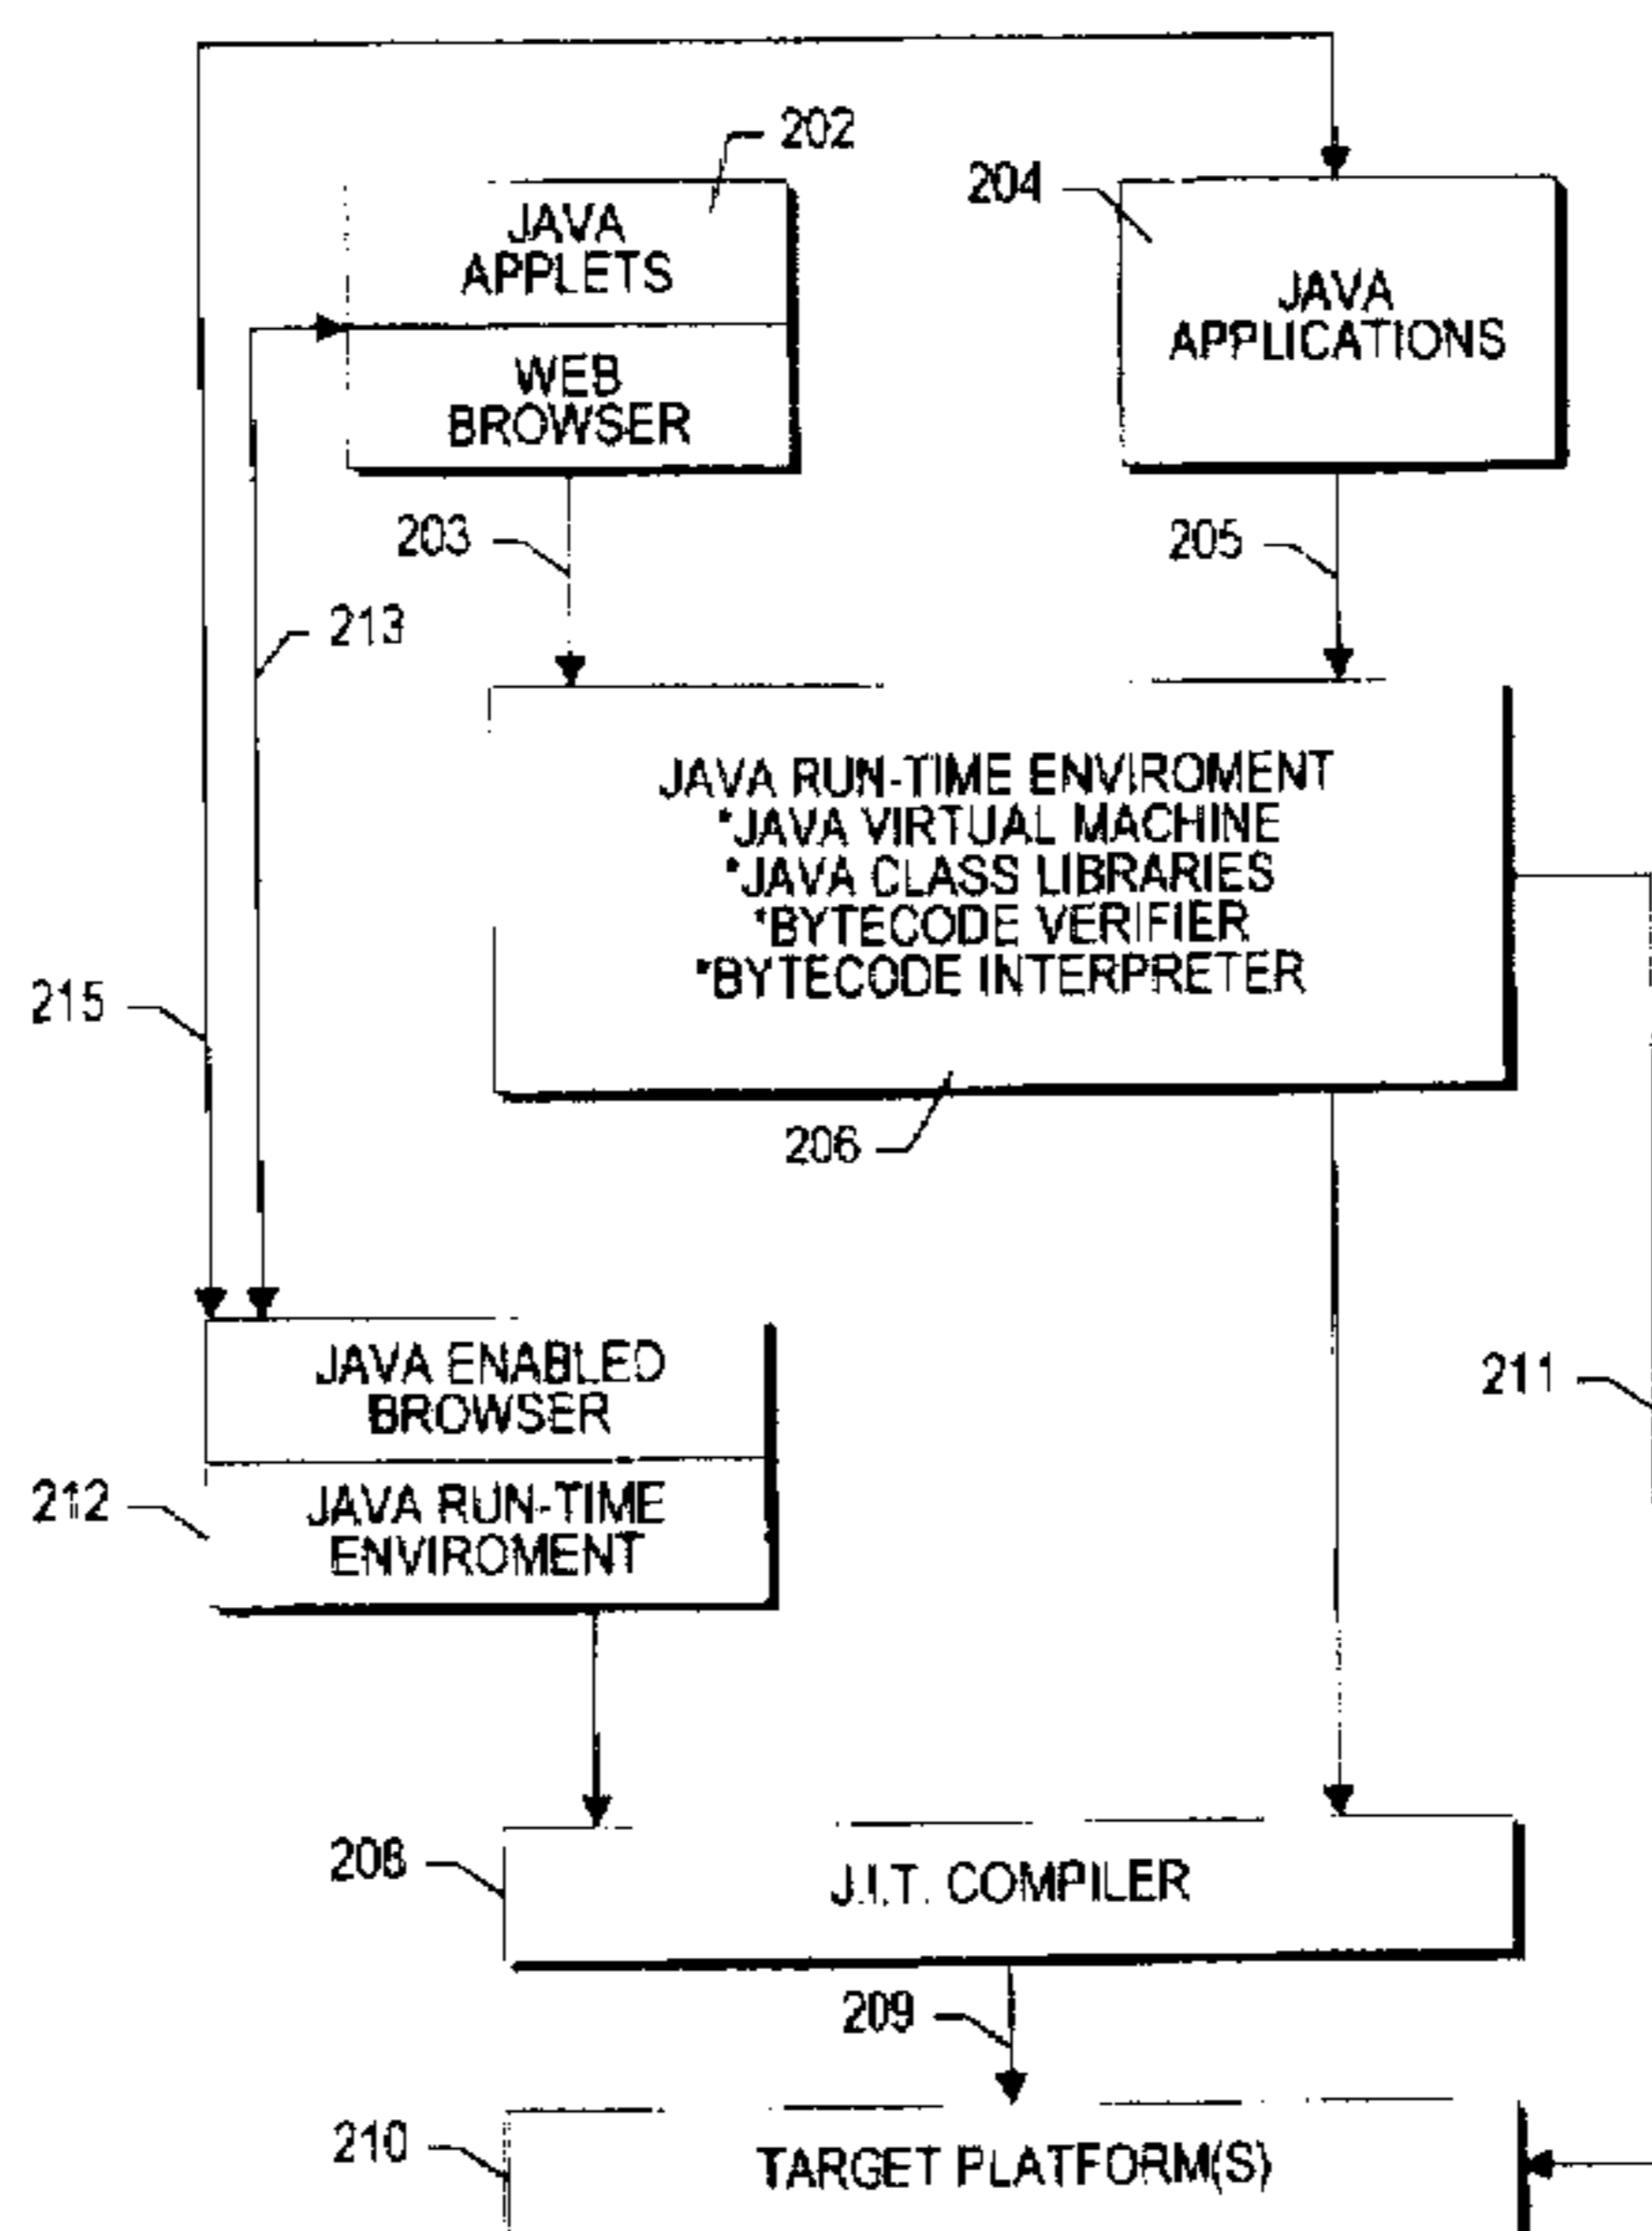 202
204
JAVA
APPLETS
JAVA
APPLICATIONS
WEB
BROWSER
203
205
213
JAVA RUN-TIME ENVIROMENT
*JAVA VIRTUAL MACHINE
*JAVA CLASS LIBRARIES
*BYTECODE VERIFIER
*BYTECODE INTERPRETER
215
206
JAVA ENABLED
BROWSER
211
212
JAVA RUN-TIME
ENVIROMENT
208
J.I.T. COMPILER
209
210
TARGET PLATFORM(S)